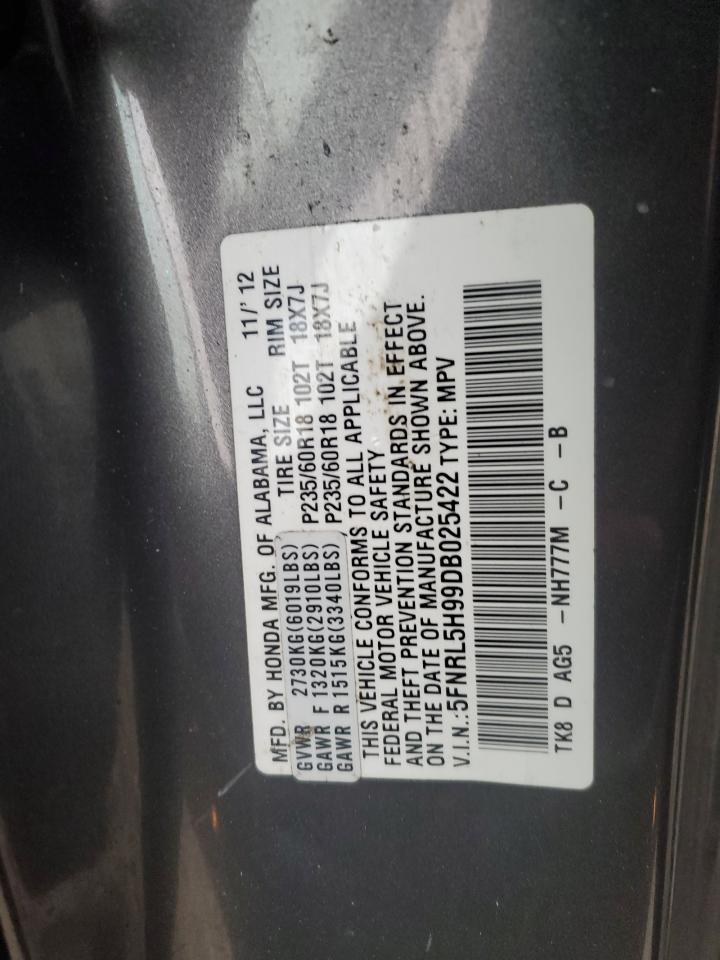 MFD. BY HONDA MFG. OF ALABAMA, LLC 11/'12
TIRE SIZE RIM SIZE
GVWR 2730KG(6019LBS)
GAWR F 1320KG(2910LBS) P235/60R18 102T 18X7J
GAWR R 1515KG(3340LBS) P235/60R18 102T 18X7J
THIS VEHICLE CONFORMS TO ALL APPLICABLE
FEDERAL MOTOR VEHICLE SAFETY
AND THEFT PREVENTION STANDARDS IN EFFECT
ON THE DATE OF MANUFACTURE SHOWN ABOVE.
V.I.N.:5FNRL5H99DB025422 TYPE: MPV
TK8 D AG5 -NH777M -C -B